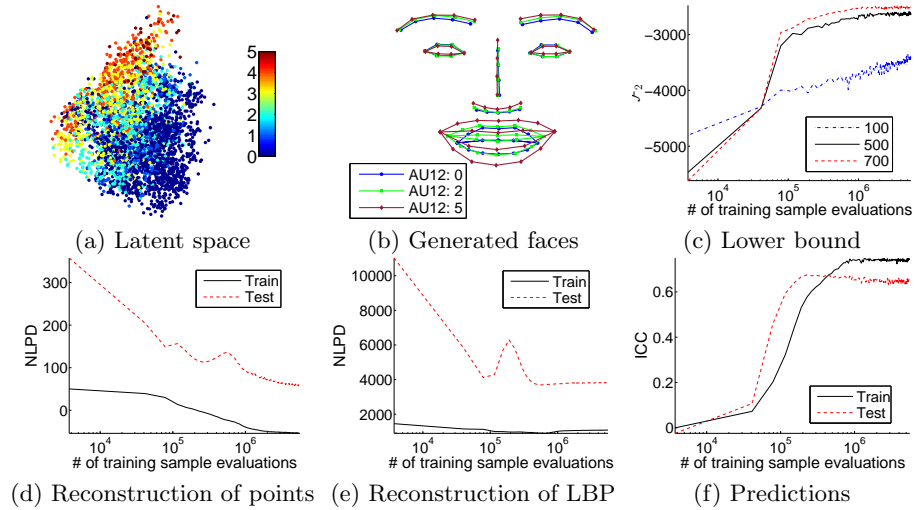 5
4
3
2
1
0
AU12: 0
AU12: 2
AU12: 5
−3000
−4000
−5000
100
500
700
10^4 10^5 10^6
# of training sample evaluations
(a) Latent space (b) Generated faces (c) Lower bound
300
200
100
0
NLPD
Train
Test
10^4 10^5 10^6
# of training sample evaluations
10000
8000
6000
4000
2000
NLPD
Train
Test
10^4 10^5 10^6
# of training sample evaluations
0.6
0.4
0.2
0
ICC
Train
Test
10^4 10^5 10^6
# of training sample evaluations
(d) Reconstruction of points (e) Reconstruction of LBP (f) Predictions